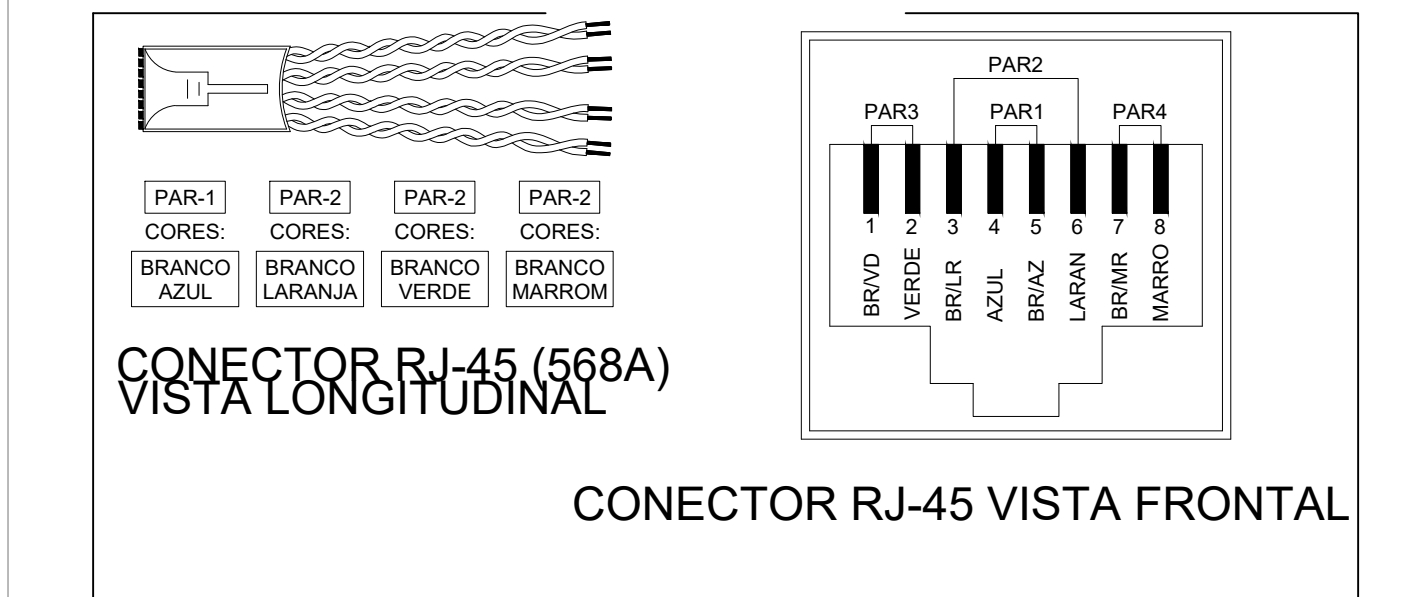 PAR-1 PAR-2 PAR-2 PAR-2
CORES: CORES: CORES: CORES:
BRANCO BRANCO BRANCO BRANCO
AZUL LARANJA VERDE MARROM
CONECTOR RJ-45 (568A)
VISTA LONGITUDINAL
PAR2
PAR3 PAR1 PAR4
1 2 3 4 5 6 7 8
BR/VD
VERDE
BR/LR
AZUL
BR/AZ
LARAN
BR/MR
MARRO
CONECTOR RJ-45 VISTA FRONTAL